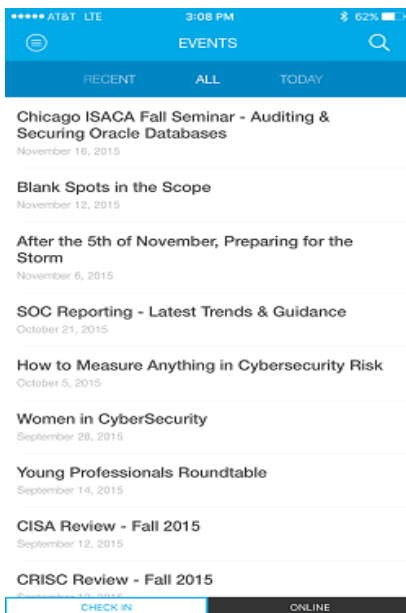 AT&T LTE 3:08 PM 62%
EVENTS
RECENT ALL TODAY
Chicago ISACA Fall Seminar - Auditing &
Securing Oracle Databases
November 16, 2015
Blank Spots in the Scope
November 12, 2015
After the 5th of November, Preparing for the
Storm
November 6, 2015
SOC Reporting - Latest Trends & Guidance
October 21, 2015
How to Measure Anything in Cybersecurity Risk
October 5, 2015
Women in CyberSecurity
September 28, 2015
Young Professionals Roundtable
September 14, 2015
CISA Review - Fall 2015
September 12, 2015
CRISC Review - Fall 2015
September 12, 2015
CHECK IN ONLINE